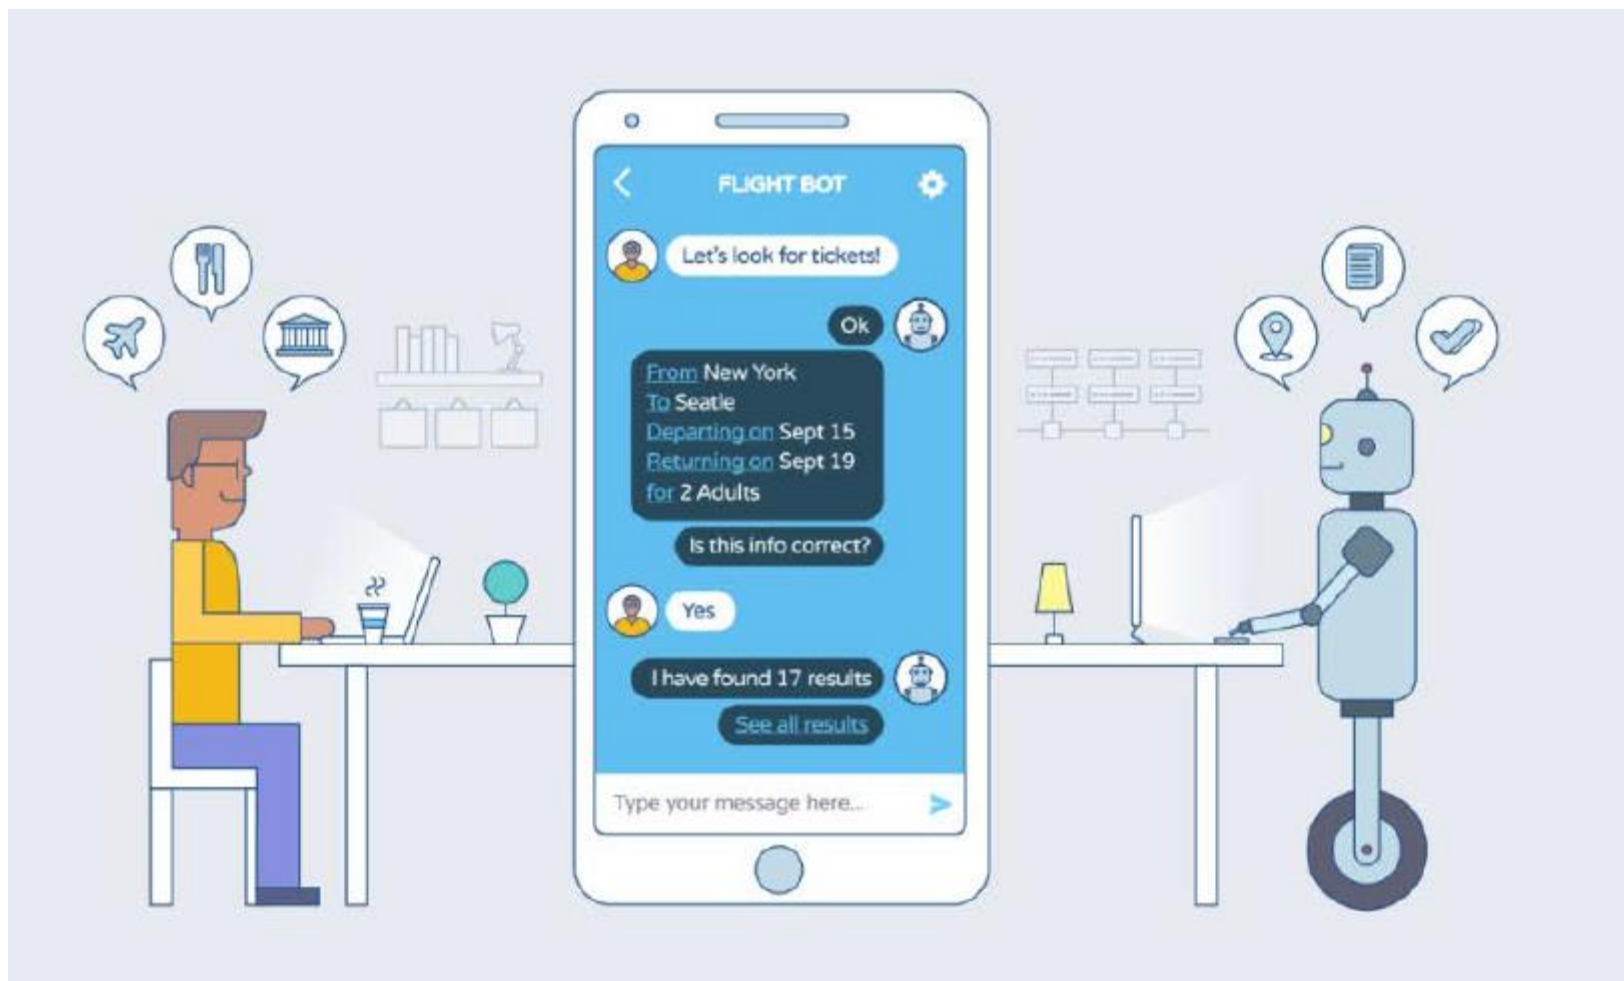 FLIGHT BOT
Let's look for tickets!
Ok
From New York
To Seatle
Departing on Sept 15
Returning on Sept 19
for 2 Adults
Is this info correct?
Yes
I have found 17 results
See all results
Type your message here...